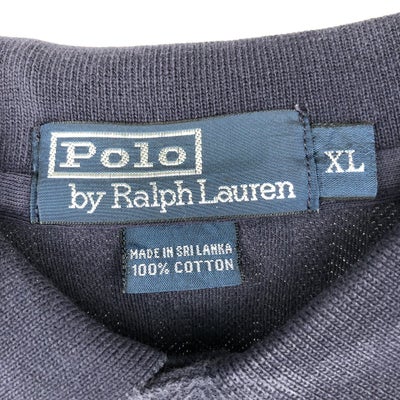 Polo
by Ralph Lauren
XL
MADE IN SRI LANKA
100% COTTON